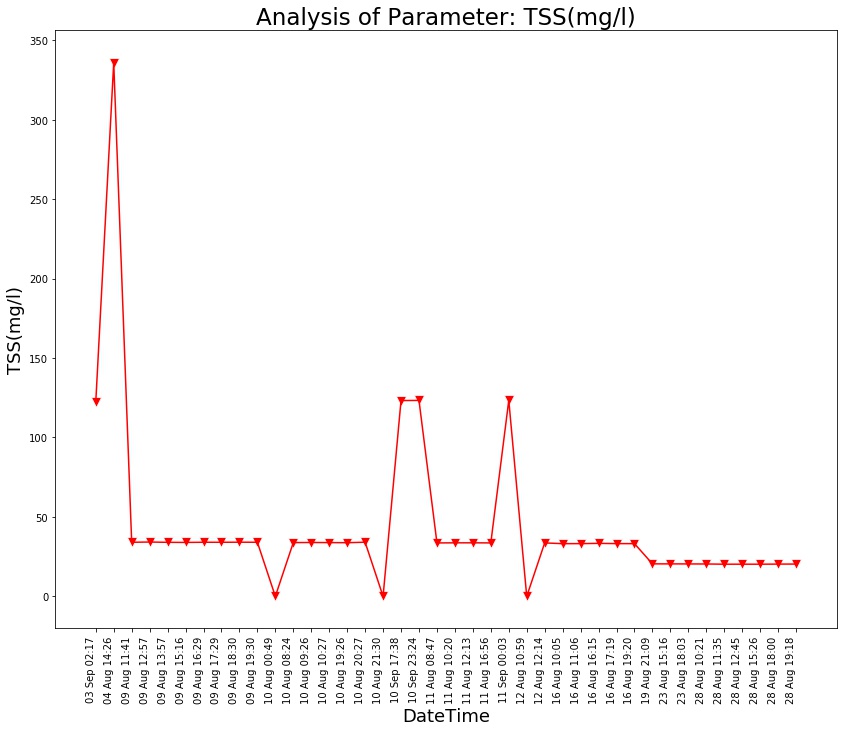 Analysis of Parameter: TSS(mg/l)
TSS(mg/l)
350
300
250
200
150
100
50
0
03 Sep 02:17
04 Aug 14:26
09 Aug 11:41
09 Aug 12:57
09 Aug 13:57
09 Aug 15:16
09 Aug 16:29
09 Aug 17:29
09 Aug 18:30
09 Aug 19:30
10 Aug 00:49
10 Aug 08:24
10 Aug 09:26
10 Aug 10:27
10 Aug 19:26
10 Aug 20:27
10 Aug 21:30
10 Sep 17:38
10 Sep 23:24
11 Aug 08:47
11 Aug 10:20
11 Aug 12:13
11 Aug 16:56
11 Sep 00:03
12 Aug 10:59
12 Aug 12:14
16 Aug 10:05
16 Aug 11:06
16 Aug 16:15
16 Aug 17:19
16 Aug 19:20
19 Aug 21:09
23 Aug 15:16
23 Aug 18:03
28 Aug 10:21
28 Aug 11:35
28 Aug 12:45
28 Aug 15:26
28 Aug 18:00
28 Aug 19:18
DateTime